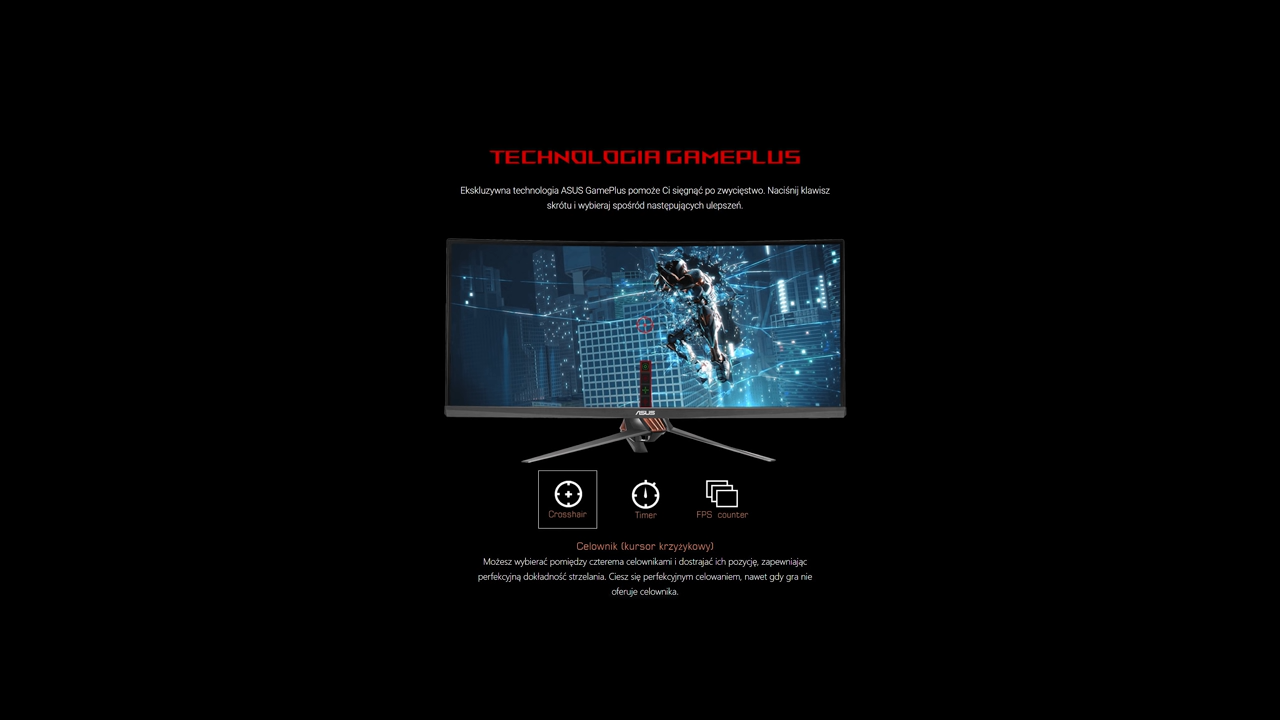 TECHNOLOGIA GAMEPLUS
Ekskluzywna technologia ASUS GamePlus pomoże Ci sięgnąć po zwycięstwo. Naciśnij klawisz
skrótu i wybieraj spośród następujących ulepszeń.
ASUS
Crosshair
Timer
FPS counter
Celownik (kursor krzyżykowy)
Możesz wybierać pomiędzy czterema celownikami i dostrajać ich pozycję, zapewniając
perfekcyjną dokładność strzelania. Ciesz się perfekcyjnym celowaniem, nawet gdy gra nie
oferuje celownika.